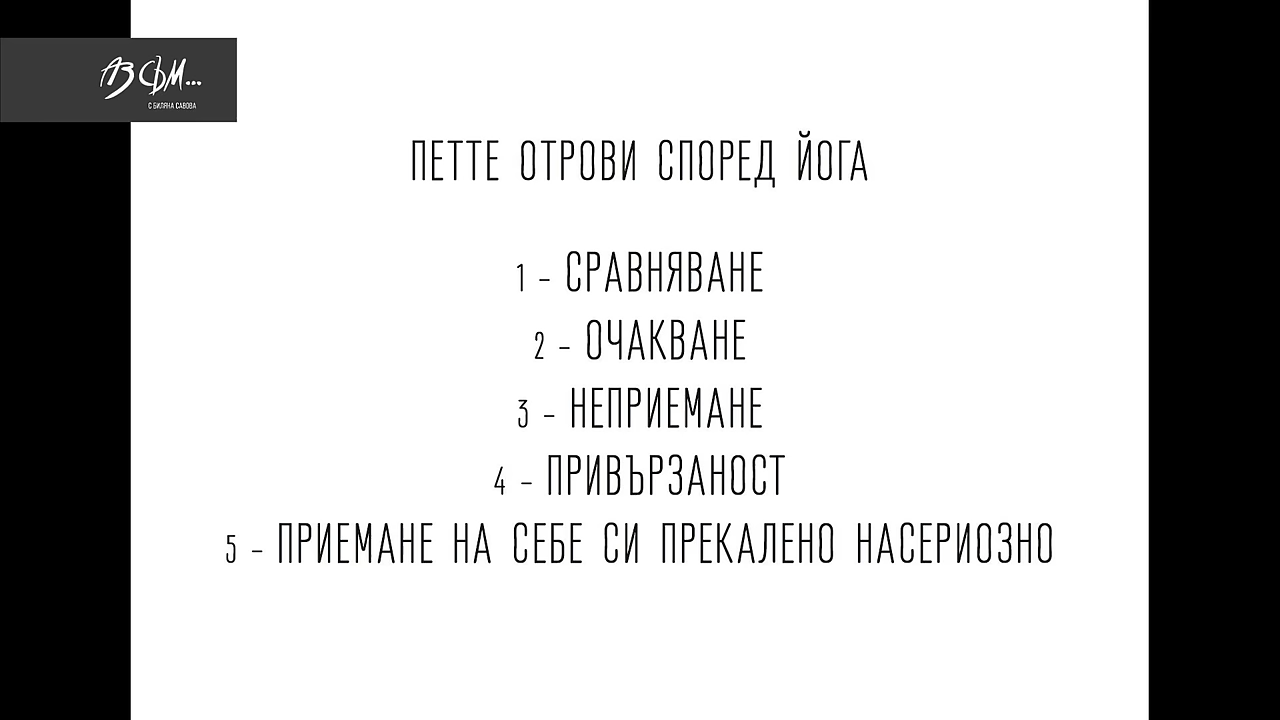 АЗ СЪМ...
С БИЛЯНА САВОВА
ПЕТТЕ ОТРОВИ СПОРЕД ЙОГА
1 - СРАВНЯВАНЕ
2 - ОЧАКВАНЕ
3 - НЕПРИЕМАНЕ
4 - ПРИВЪРЗАНОСТ
5 - ПРИЕМАНЕ НА СЕБЕ СИ ПРЕКАЛЕНО НАСЕРИОЗНО